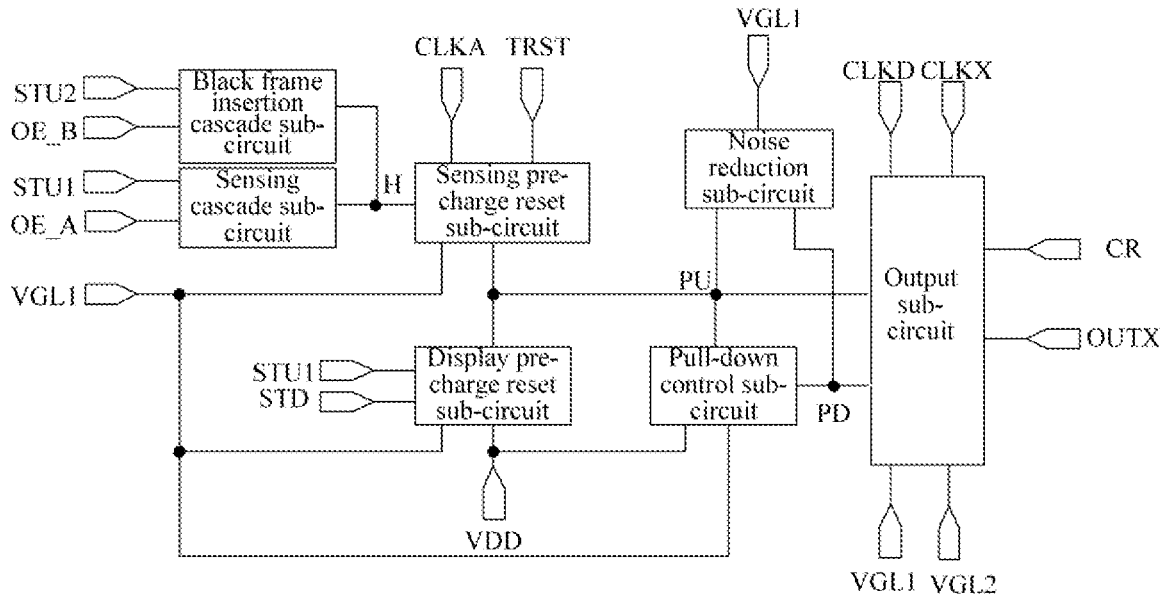 VGL1
CLKA
TRST
CLKD
CLKX
STU2
OE_B
Black frame
insertion
cascade sub-
circuit
STU1
OE_A
Sensing
cascade sub-
circuit
H
Sensing pre-
charge reset
sub-circuit
Noise
reduction
sub-circuit
VGL1
PU
Output
sub-
circuit
CR
OUTX
STU1
STD
Display pre-
charge reset
sub-circuit
Pull-down
control sub-
circuit
PD
VDD
VGL1
VGL2